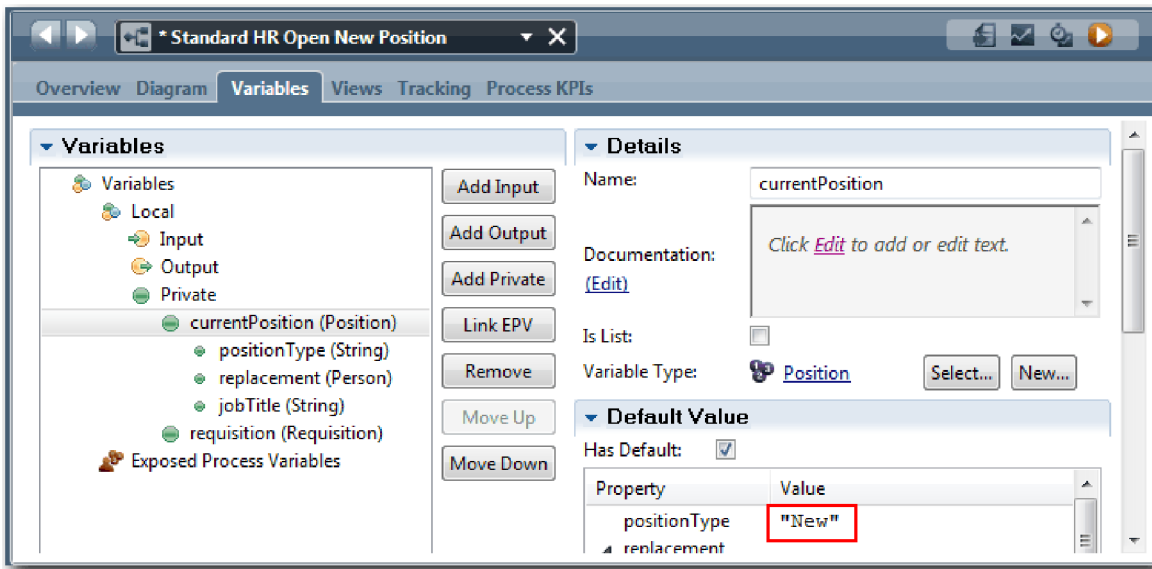 * Standard HR Open New Position
Overview Diagram Variables Views Tracking Process KPIs
Variables
Variables
Local
Input
Output
Private
currentPosition (Position)
positionType (String)
replacement (Person)
jobTitle (String)
requisition (Requisition)
Exposed Process Variables
Add Input
Add Output
Add Private
Link EPV
Remove
Move Up
Move Down
Details
Name: currentPosition
Documentation: Click Edit to add or edit text.
(Edit)
Is List:
Variable Type: Position Select... New...
Default Value
Has Default:
Property Value
positionType "New"
replacement